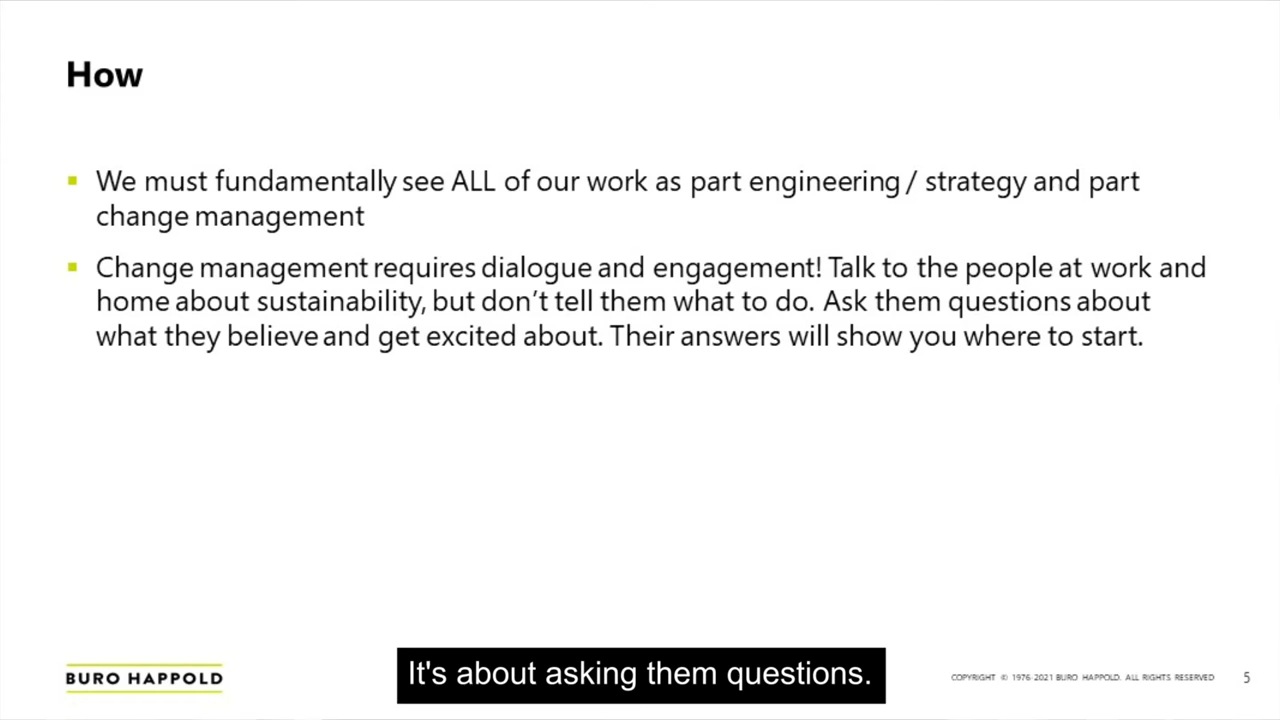 How
▪ We must fundamentally see ALL of our work as part engineering / strategy and part
change management
▪ Change management requires dialogue and engagement! Talk to the people at work and
home about sustainability, but don’t tell them what to do. Ask them questions about
what they believe and get excited about. Their answers will show you where to start.
It's about asking them questions.
BURO HAPPOLD
COPYRIGHT © 1976-2021 BURO HAPPOLD. ALL RIGHTS RESERVED
5